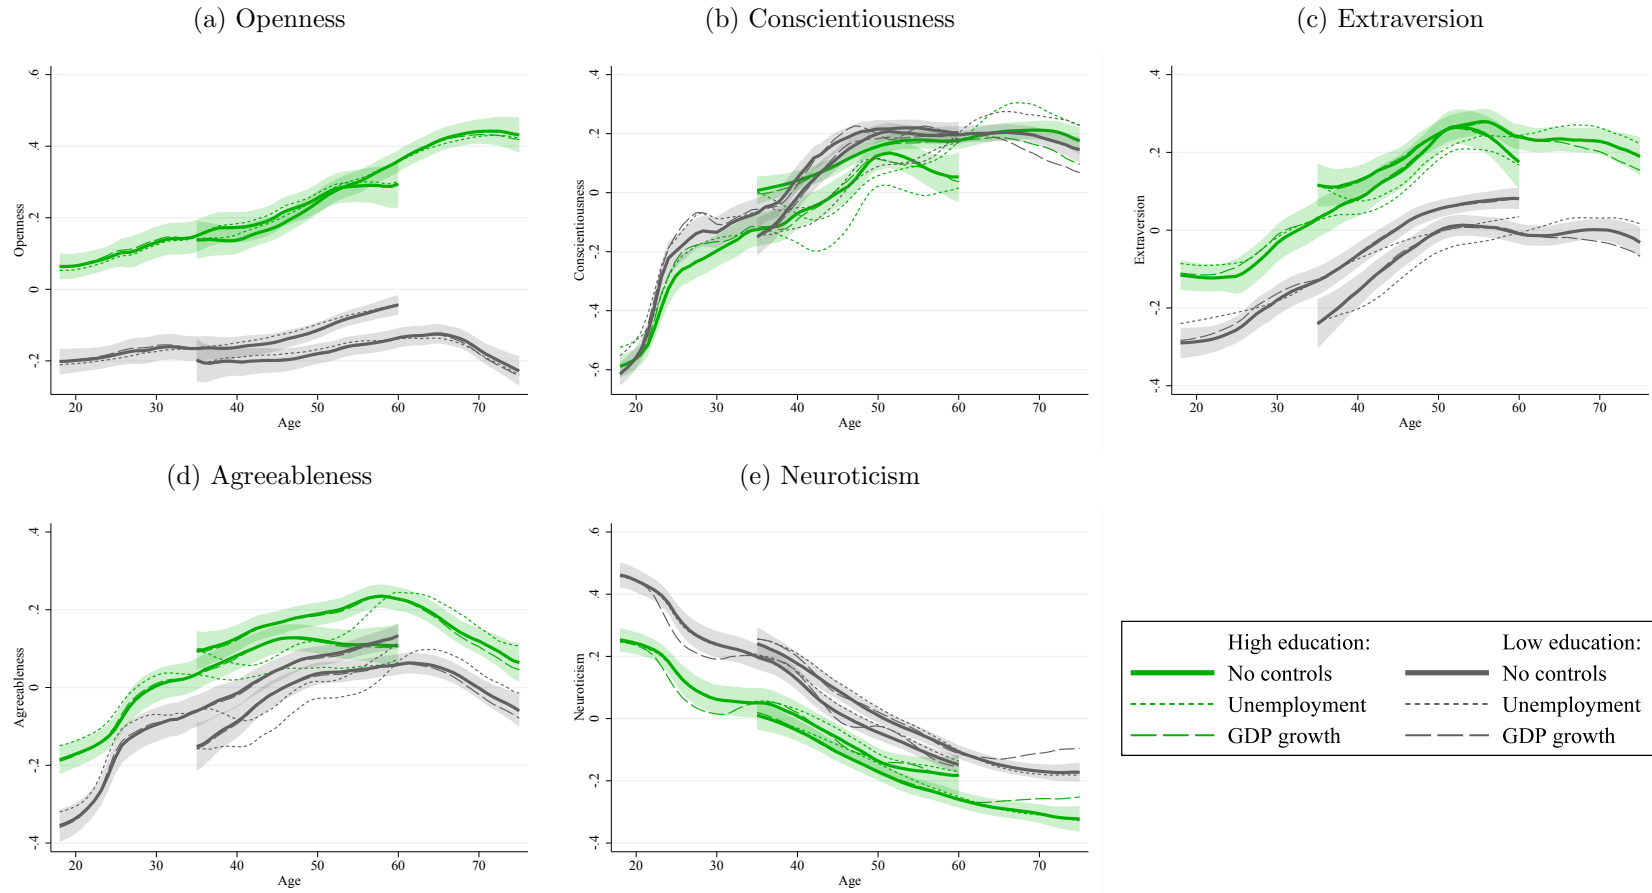 (a) Openness
(b) Conscientiousness
(c) Extraversion
Openness
.6
.4
.2
0
-.2
20 30 40 50 60 70
Age
Conscientiousness
.4
.2
0
-.2
-.4
-.6
20 30 40 50 60 70
Age
Extraversion
.4
.2
0
-.2
-.4
20 30 40 50 60 70
Age
(d) Agreeableness
(e) Neuroticism
Agreeableness
.4
.2
0
-.2
-.4
20 30 40 50 60 70
Age
Neuroticism
.6
.4
.2
0
-.2
-.4
20 30 40 50 60 70
Age
High education: Low education:
No controls No controls
Unemployment Unemployment
GDP growth GDP growth